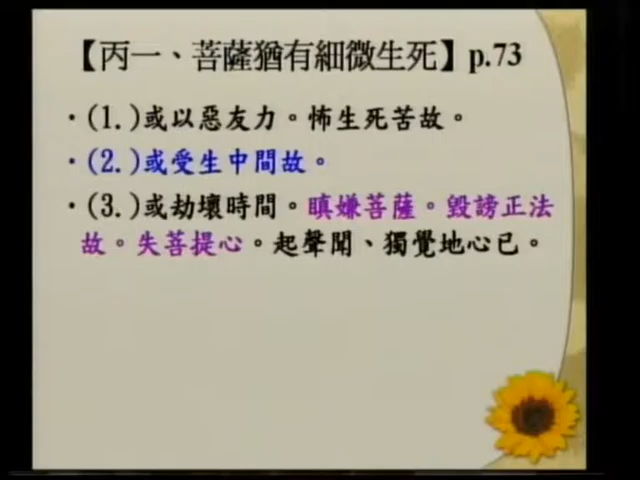 【丙一、菩薩猶有細微生死】p.73
・(1.)或以惡友力。怖生死苦故。
・(2.)或受生中間故。
・(3.)或劫壞時間。瞋嫌菩薩。毀謗正法
故。失菩提心。起聲聞、獨覺地心已。